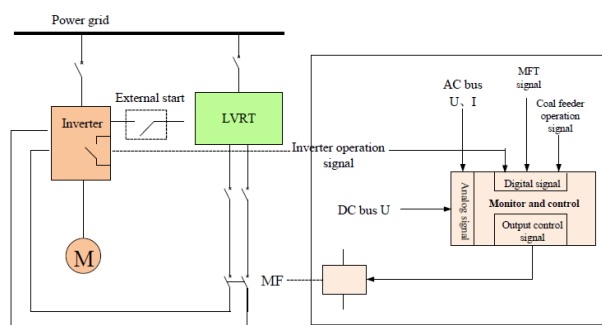 Power grid
External start
Inverter
LVRT
Inverter operation
signal
M
AC bus
U、I
MFT
signal
Coal feeder
operation
signal
Analog signal
Digital signal
Monitor and control
Output control
signal
DC bus U
MF